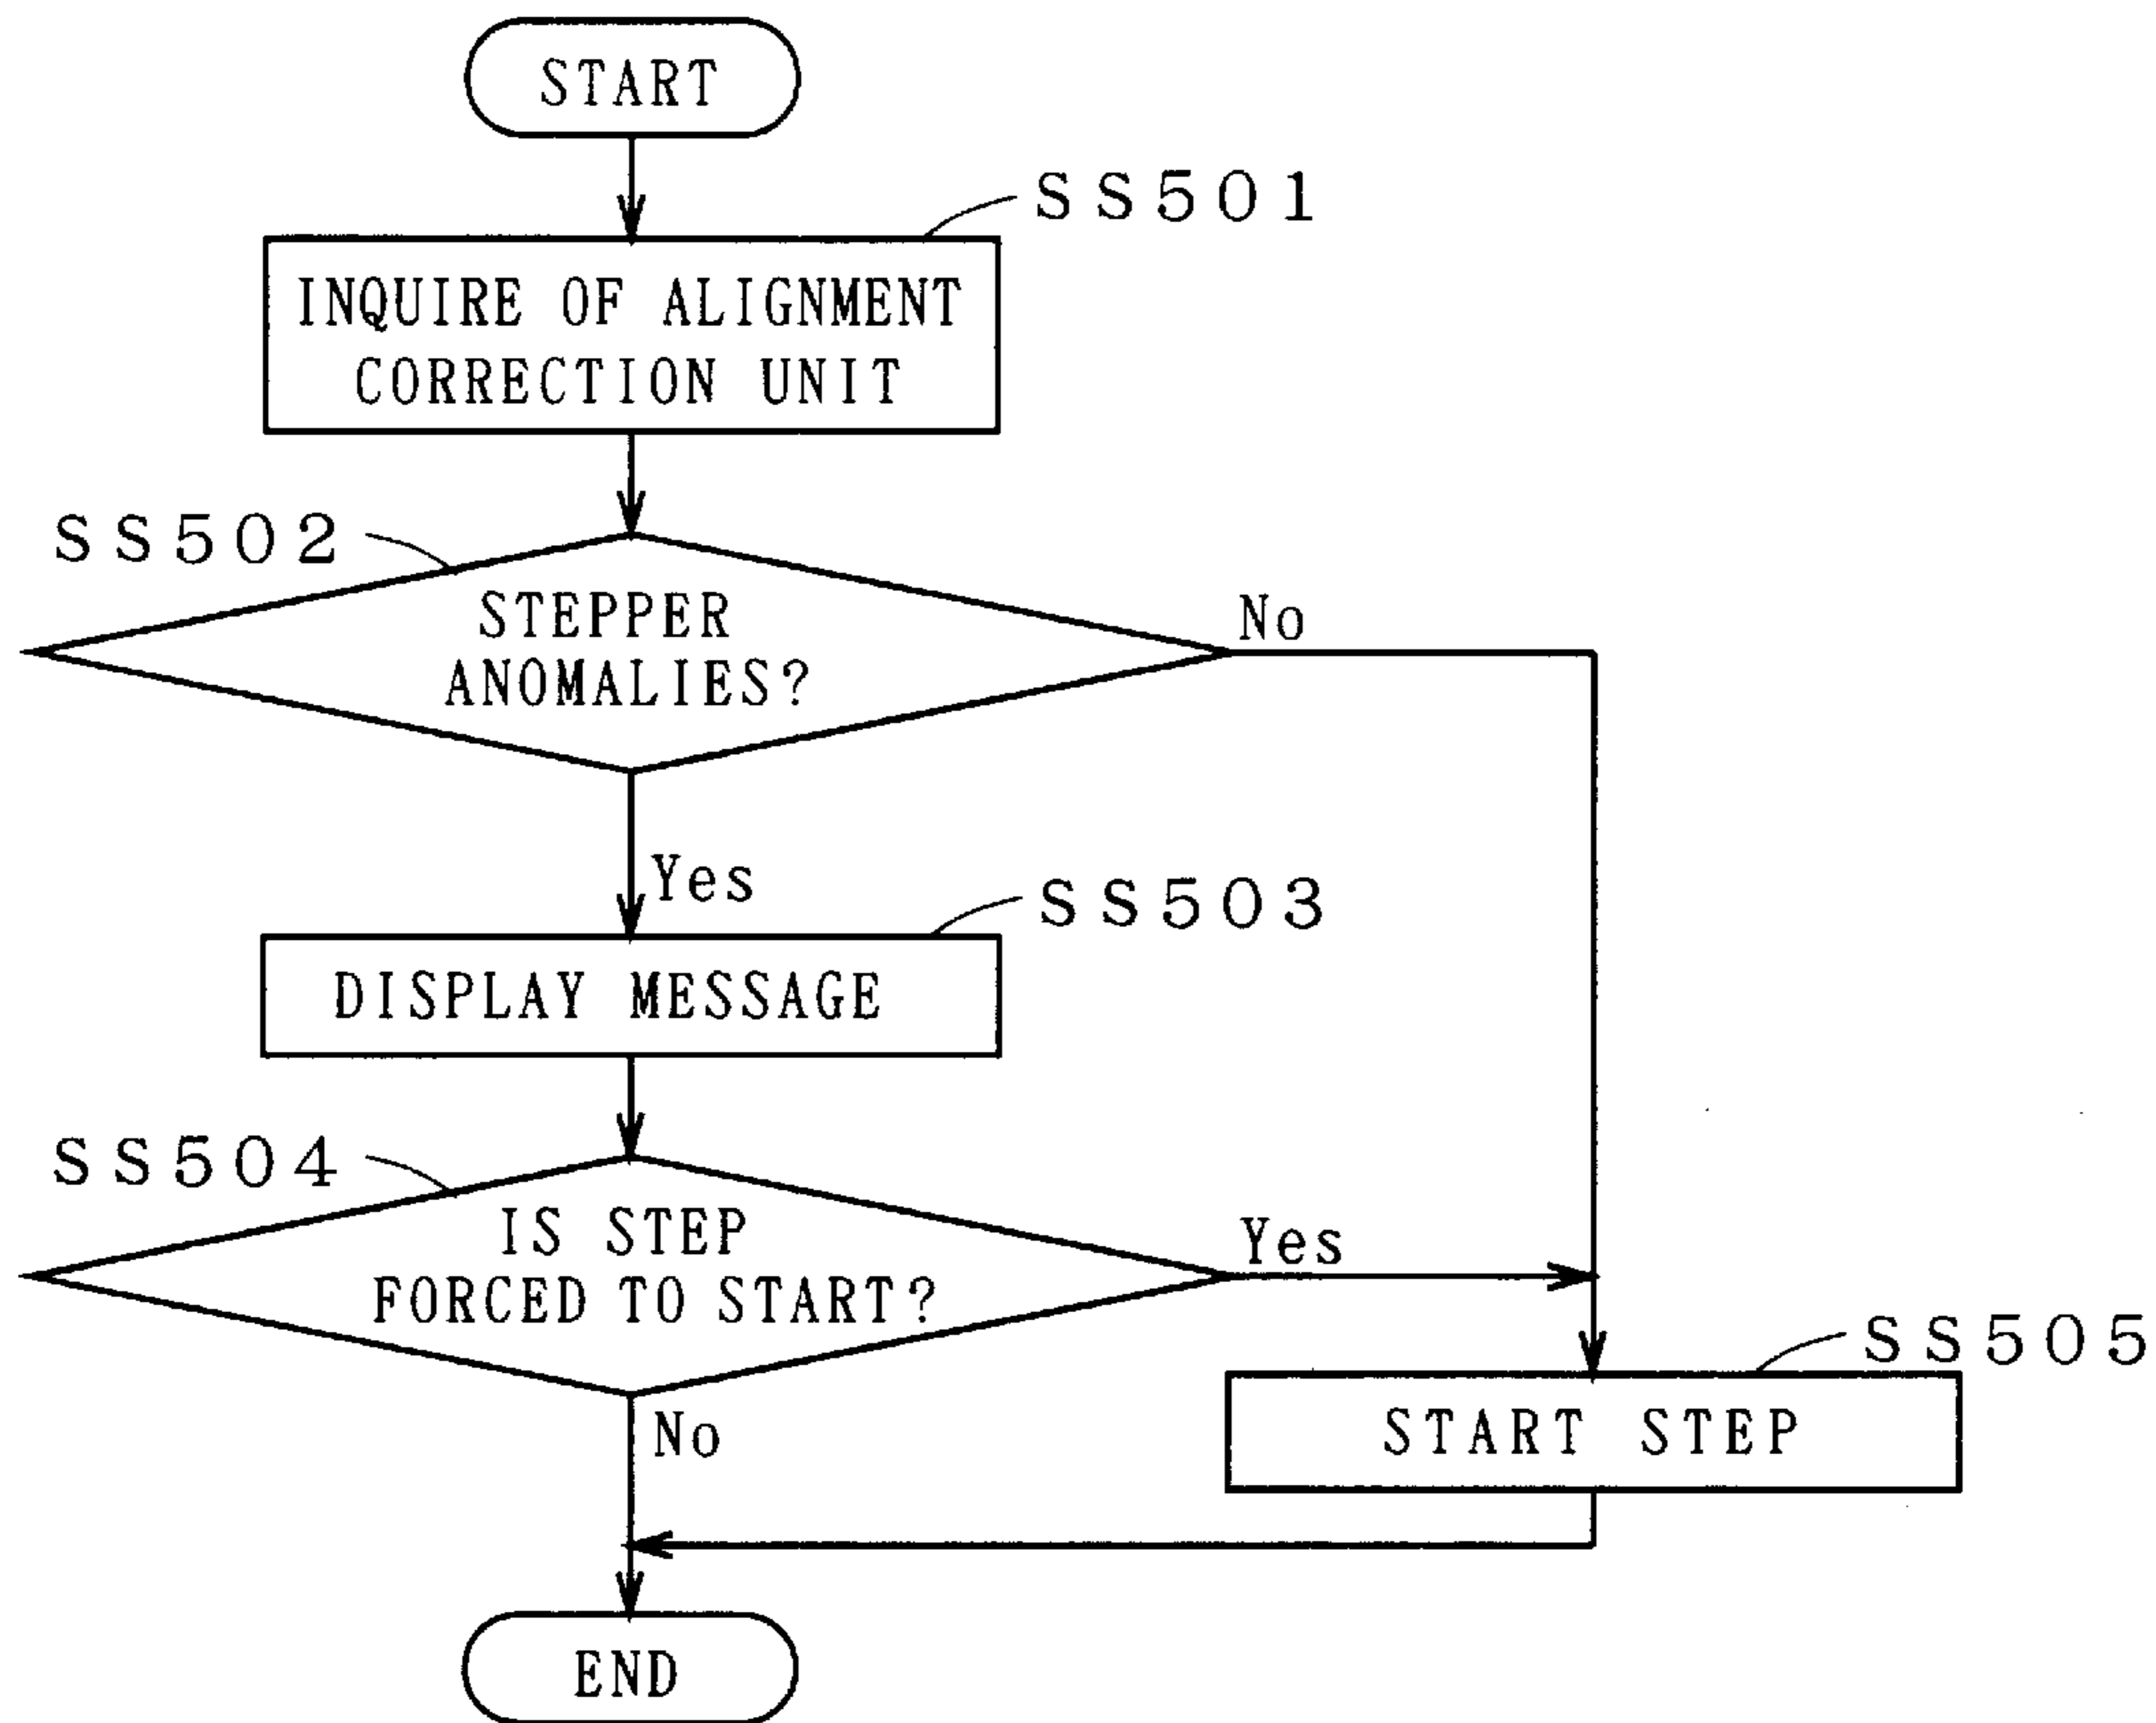 START
SS501
INQUIRE OF ALIGNMENT
CORRECTION UNIT
SS502
STEPPER
ANOMALIES?
No
Yes
SS503
DISPLAY MESSAGE
SS504
IS STEP
FORCED TO START?
Yes
SS505
START STEP
No
END